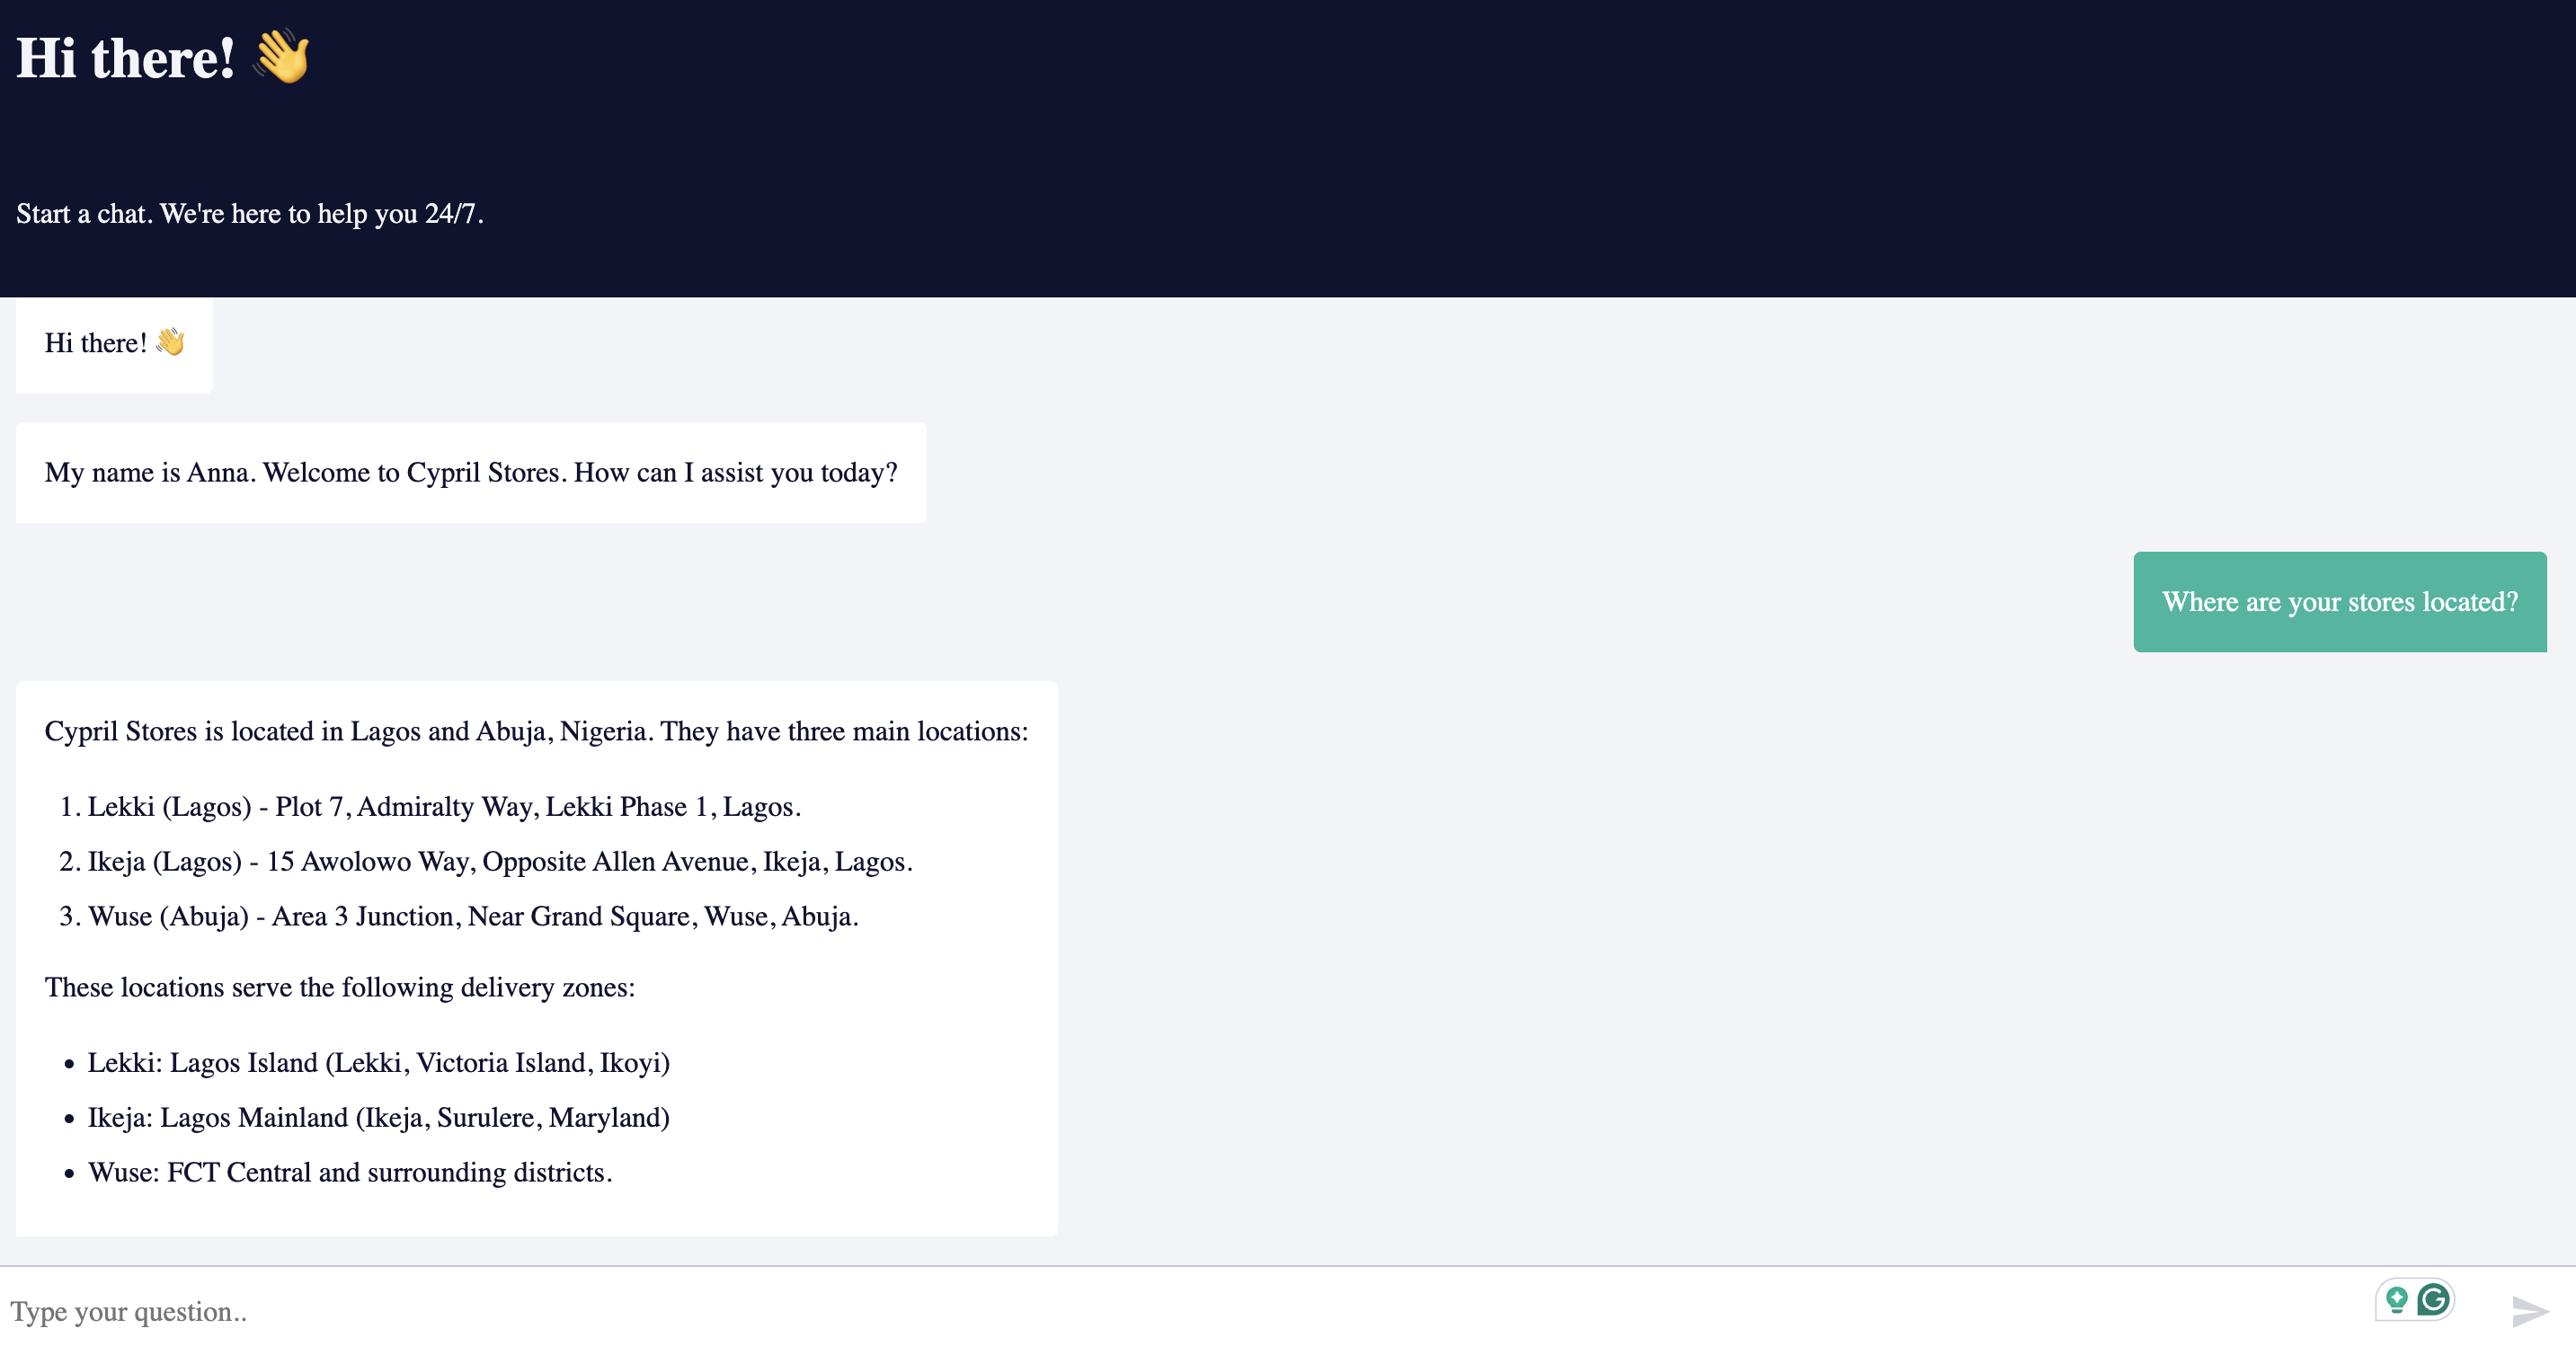 Hi there! 👋
Start a chat. We're here to help you 24/7.
Hi there! 👋
My name is Anna. Welcome to Cypril Stores. How can I assist you today?
Where are your stores located?
Cypril Stores is located in Lagos and Abuja, Nigeria. They have three main locations:
1. Lekki (Lagos) - Plot 7, Admiralty Way, Lekki Phase 1, Lagos.
2. Ikeja (Lagos) - 15 Awolowo Way, Opposite Allen Avenue, Ikeja, Lagos.
3. Wuse (Abuja) - Area 3 Junction, Near Grand Square, Wuse, Abuja.
These locations serve the following delivery zones:
• Lekki: Lagos Island (Lekki, Victoria Island, Ikoyi)
• Ikeja: Lagos Mainland (Ikeja, Surulere, Maryland)
• Wuse: FCT Central and surrounding districts.
Type your question..